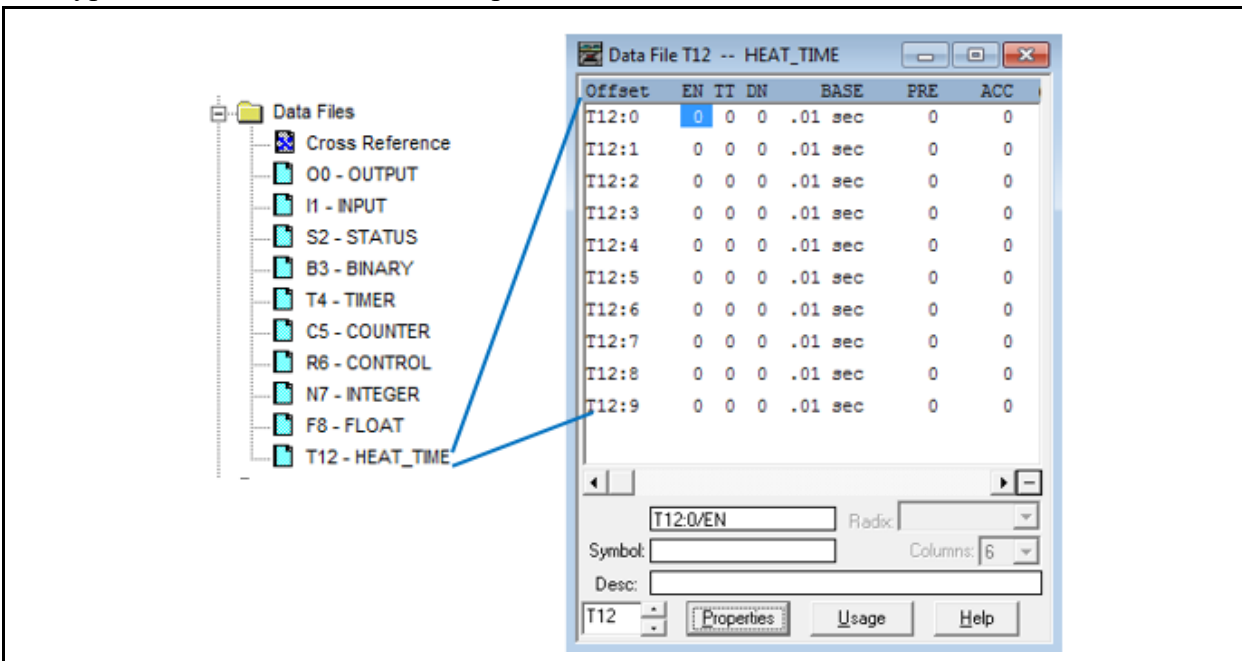 Data Files
Cross Reference
O0 - OUTPUT
I1 - INPUT
S2 - STATUS
B3 - BINARY
T4 - TIMER
C5 - COUNTER
R6 - CONTROL
N7 - INTEGER
F8 - FLOAT
T12 - HEAT_TIME
Data File T12 -- HEAT_TIME
Offset EN TT DN BASE PRE ACC
T12:0 0 0 0 .01 sec 0 0
T12:1 0 0 0 .01 sec 0 0
T12:2 0 0 0 .01 sec 0 0
T12:3 0 0 0 .01 sec 0 0
T12:4 0 0 0 .01 sec 0 0
T12:5 0 0 0 .01 sec 0 0
T12:6 0 0 0 .01 sec 0 0
T12:7 0 0 0 .01 sec 0 0
T12:8 0 0 0 .01 sec 0 0
T12:9 0 0 0 .01 sec 0 0
T12:0/EN Radix:
Symbol: Columns: 6
Desc:
T12 Properties Usage Help